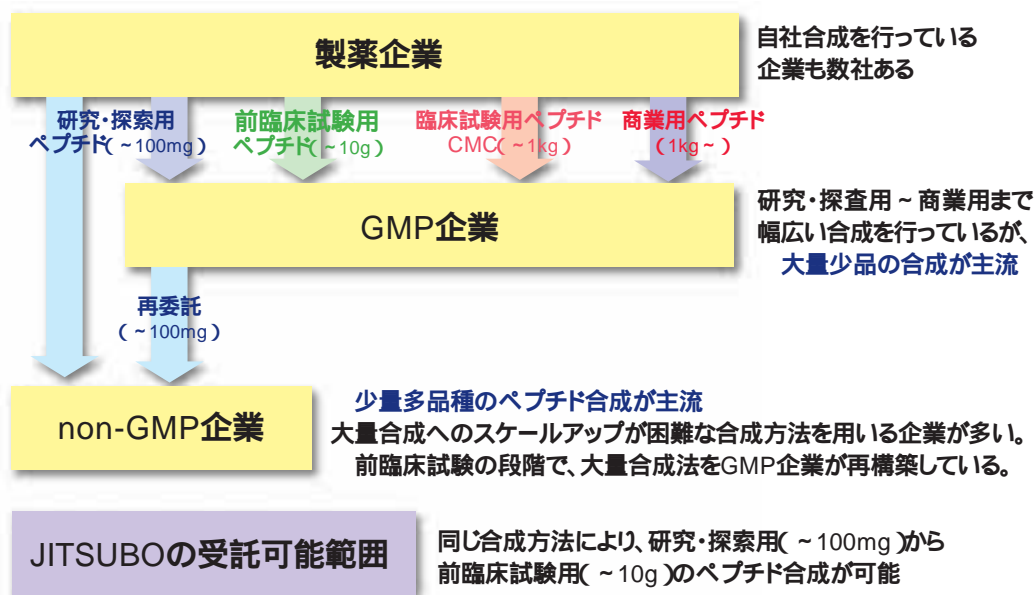 製薬企業
自社合成を行っている
企業も数社ある
研究・探索用
ペプチド(~100mg)
前臨床試験用
ペプチド(~10g)
臨床試験用ペプチド
CMC(~1kg)
商業用ペプチド
(1kg~)
GMP企業
研究・探査用~商業用まで
幅広い合成を行っているが、
大量少品の合成が主流
再委託
(~100mg)
non-GMP企業
少量多品種のペプチド合成が主流
大量合成へのスケールアップが困難な合成方法を用いる企業が多い。
前臨床試験の段階で、大量合成法をGMP企業が再構築している。
JITSUBOの受託可能範囲
同じ合成方法により、研究・探索用(~100mg)から
前臨床試験用(~10g)のペプチド合成が可能